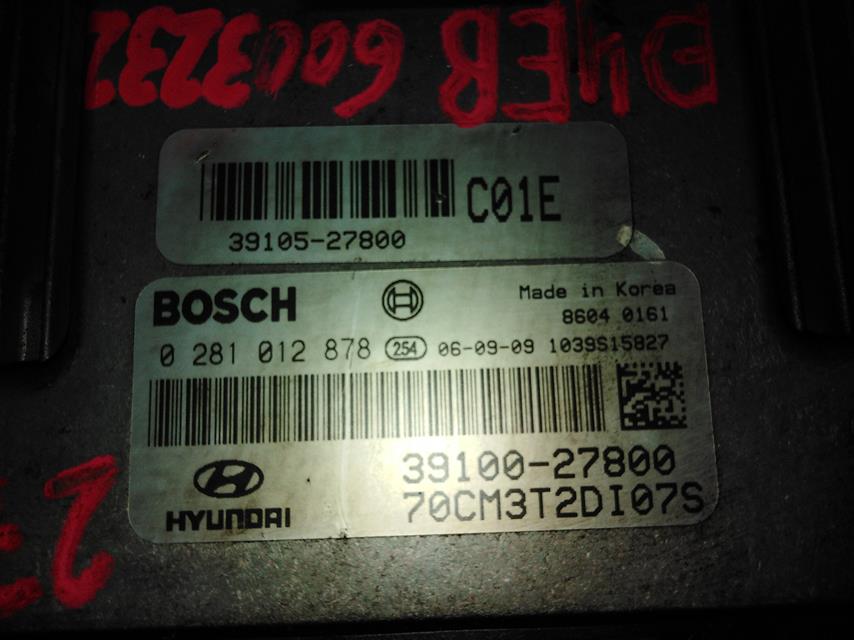 D4EB
C01E
39105-27800
BOSCH
Made in Korea
8604 0161
0 281 012 878 254 06-09-09 1039S15827
HYUNDAI
39100-27800
70CM3T2DI07S